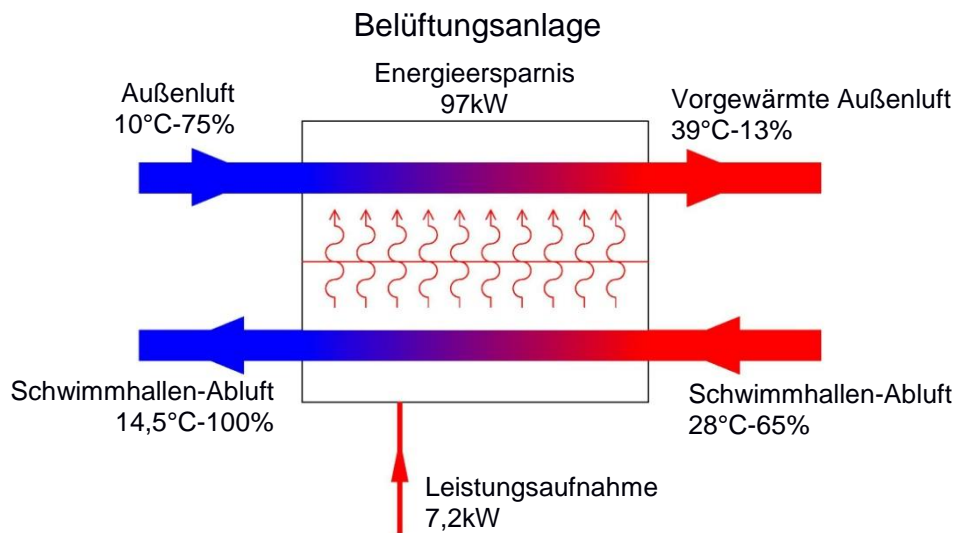 Belüftungsanlage
Energieersparnis
97kW
Außenluft
10°C-75%
Vorgewärmte Außenluft
39°C-13%
Schwimmhallen-Abluft
14,5°C-100%
Schwimmhallen-Abluft
28°C-65%
Leistungsaufnahme
7,2kW